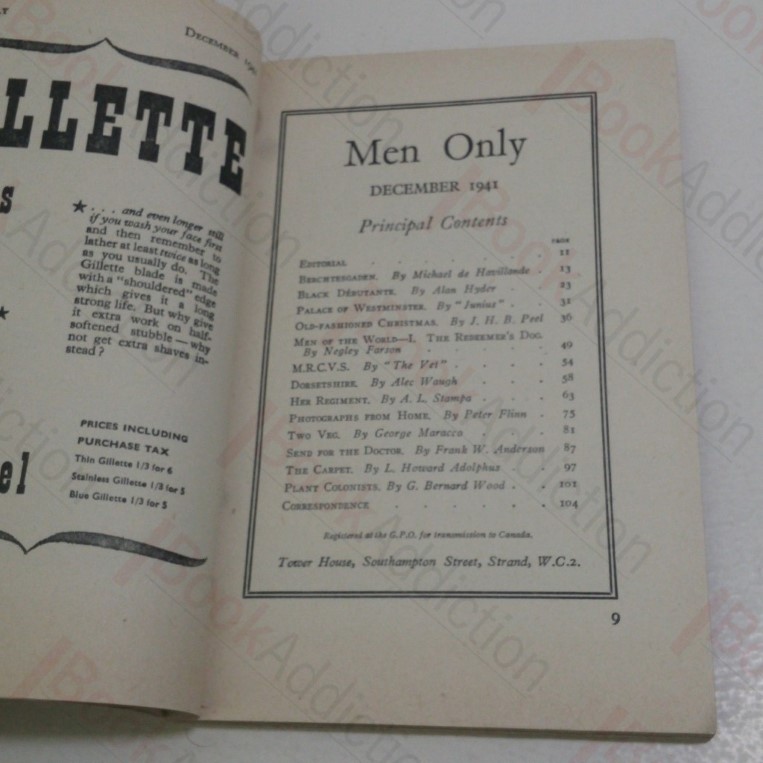 DECEMBER
LLETTE
s
★ . . . and even longer still
if you wash your face first
and then remember to
lather at least twice as long
as you usually do. The
Gillette blade is made
with a "shouldered" edge
which gives it a long
strong life. But why give
it extra work on half-
softened stubble — why
not get extra shaves in-
stead?
★
PRICES INCLUDING
PURCHASE TAX
Thin Gillette 1/3 for 6
Stainless Gillette 1/3 for 5
Blue Gillette 1/3 for 5
el
Men Only
DECEMBER 1941
Principal Contents
PAGE
EDITORIAL . . . . . . . 11
BERCHTESGADEN. By Michael de Havillande . 13
BLACK DÉBUTANTE. By Alan Hyder . . . 23
PALACE OF WESTMINSTER. By "Junius" . . 31
OLD-FASHIONED CHRISTMAS. By J. H. B. Peel 36
MEN OF THE WORLD—I. THE REDEEMER'S DOG.
By Negley Farson . . . . . 49
M.R.C.V.S. By "The Vet" . . . . 54
DORSETSHIRE. By Alec Waugh . . . . 58
HER REGIMENT. By A. L. Stampa . . . 63
PHOTOGRAPHS FROM HOME. By Peter Flinn . 75
TWO VEG. By George Maracco . . . . 81
SEND FOR THE DOCTOR. By Frank W. Anderson 87
THE CARPET. By L. Howard Adolphus . . 97
PLANT COLONISTS. By G. Bernard Wood . . 101
CORRESPONDENCE . . . . . . 104
Registered at the G.P.O. for transmission to Canada.
Tower House, Southampton Street, Strand, W.C.2.
9
iBookAddiction